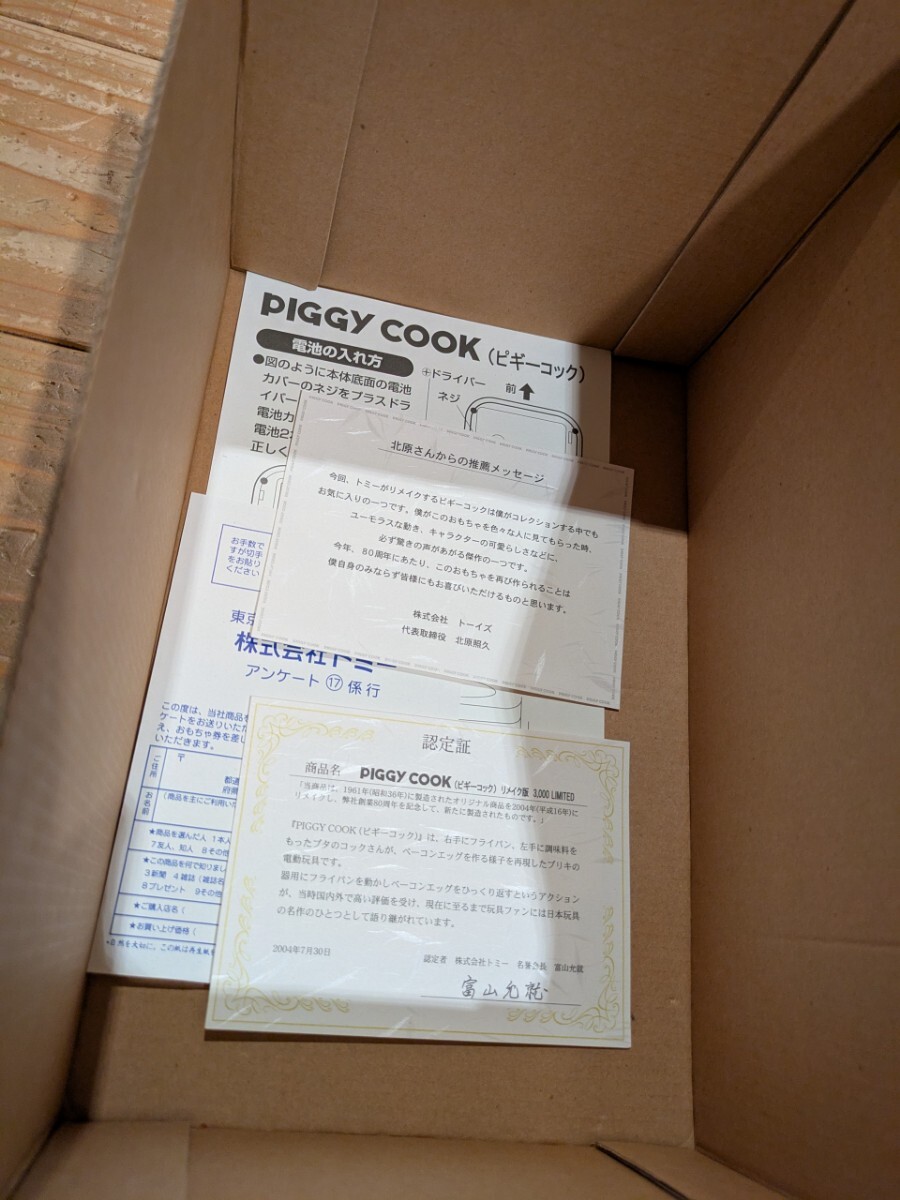 PIGGY COOK (ピギーコック)
電池の入れ方
●図のように本体底面の電池
カバーのネジをプラスドラ
イバー
電池カ
電池2
正しく
⊕ドライバー
ネジ
前
北原さんからの推薦メッセージ
今回、トミーがリメイクするピギーコックは僕がコレクションする中でも
お気に入りの一つです。僕がこのおもちゃを色々な人に見てもらった時、
ユーモラスな動き、キャラクターの可愛らしさなどに、
必ず驚きの声があがる傑作の一つです。
今年、80周年にあたり、このおもちゃを再び作られることは
僕自身のみならず皆様にもお喜びいただけるものと思います。
株式会社 トーイズ
代表取締役 北原照久
お手数で
すが切手
をお貼り
ください
東京
株式会社トミー
アンケート ⑰ 係行
この度は、当社商品を
ケートをお送りいただ
え、おもちゃ券を差し
いただきます。
ご住所
〒
都道
府県
お名前
(商品を主にご利用いた
★商品を選んだ人 1本人
7友人、知人 8その他
★この商品を何で知りまし
3新聞 4雑誌(雑誌名
8プレゼント 9その他
★ご購入店名(
★お買い上げ価格(
●自然を大切に、この紙は再生紙を
認定証
商品名 PIGGY COOK (ピギーコック) リメイク版 3,000 LIMITED
「当商品は、1961年(昭和36年)に製造されたオリジナル商品を2004年(平成16年)に
リメイクし、弊社創業80周年を記念して、新たに製造されたものです。」
『PIGGY COOK(ピギーコック)』は、右手にフライパン、左手に調味料を
もったブタのコックさんが、ベーコンエッグを作る様子を再現したブリキの
電動玩具です。
器用にフライパンを動かしベーコンエッグをひっくり返すというアクション
が、当時国内外で高い評価を受け、現在に至るまで玩具ファンには日本玩具
の名作のひとつとして語り継がれています。
2004年7月30日
認定者 株式会社トミー 名誉会長 富山允就
富山允就